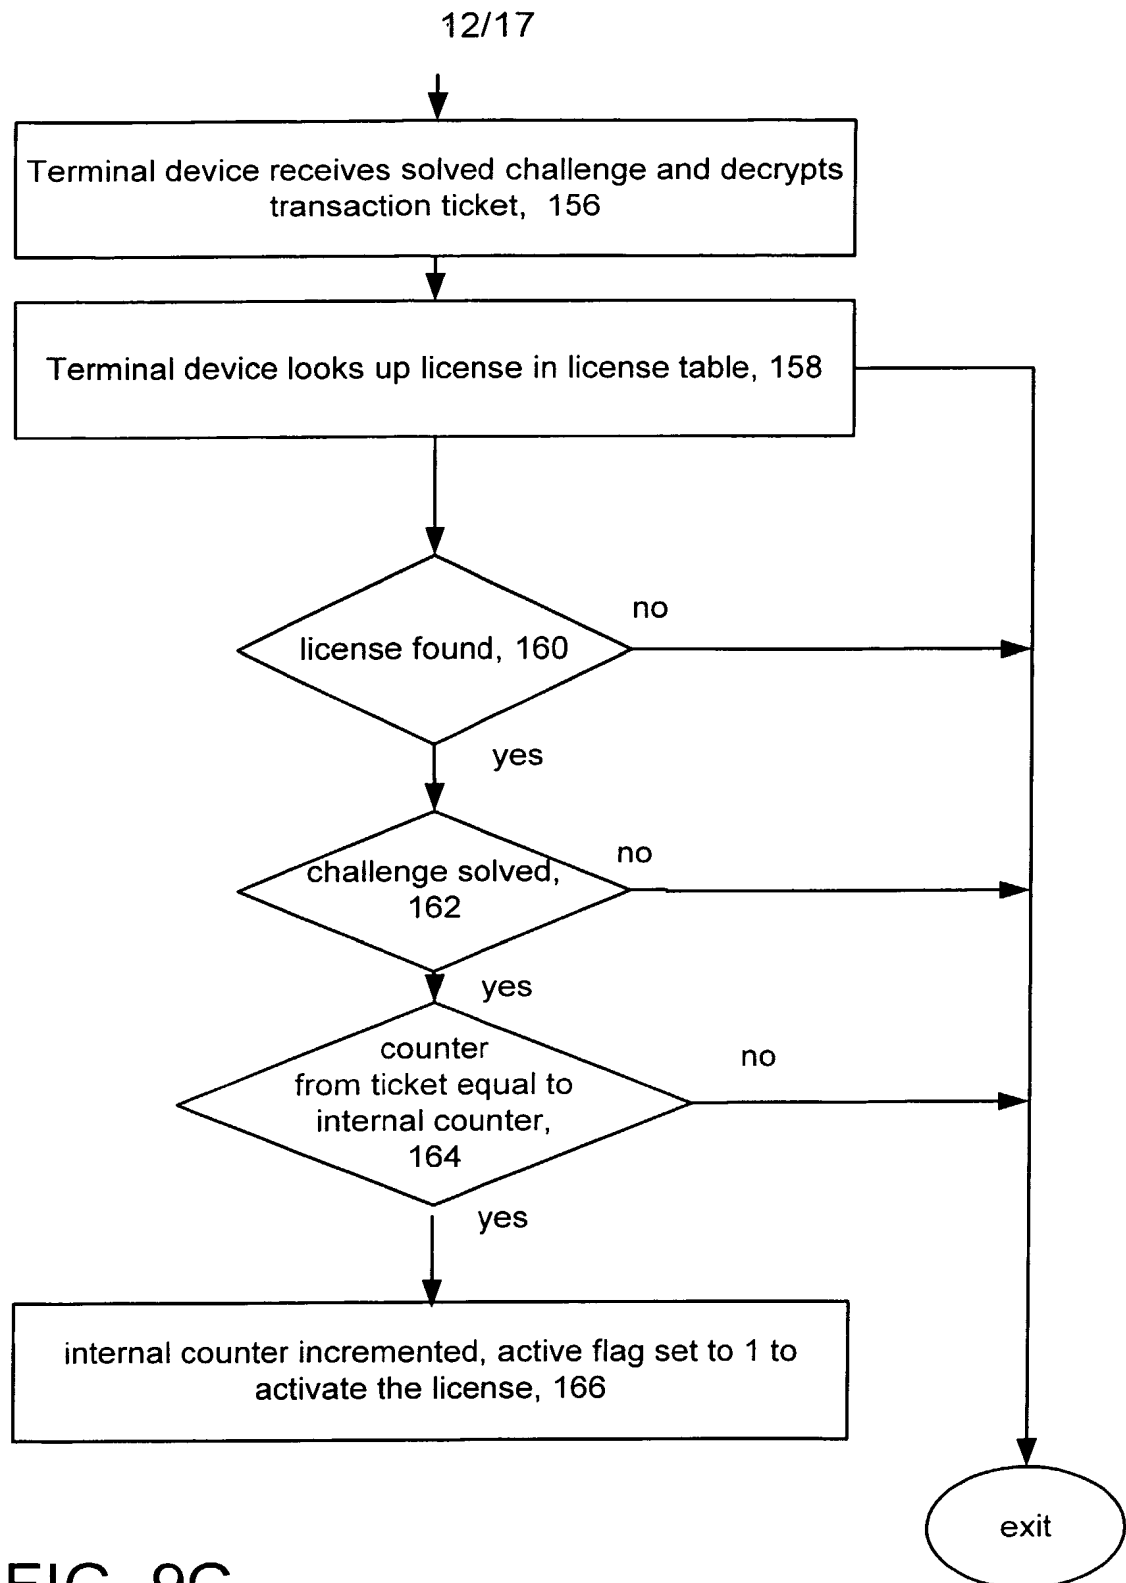 12/17
Terminal device receives solved challenge and decrypts
transaction ticket, 156
Terminal device looks up license in license table, 158
no
license found, 160
yes
no
challenge solved,
162
yes
no
counter
from ticket equal to
internal counter,
164
yes
internal counter incremented, active flag set to 1 to
activate the license, 166
exit
FIG. 9C